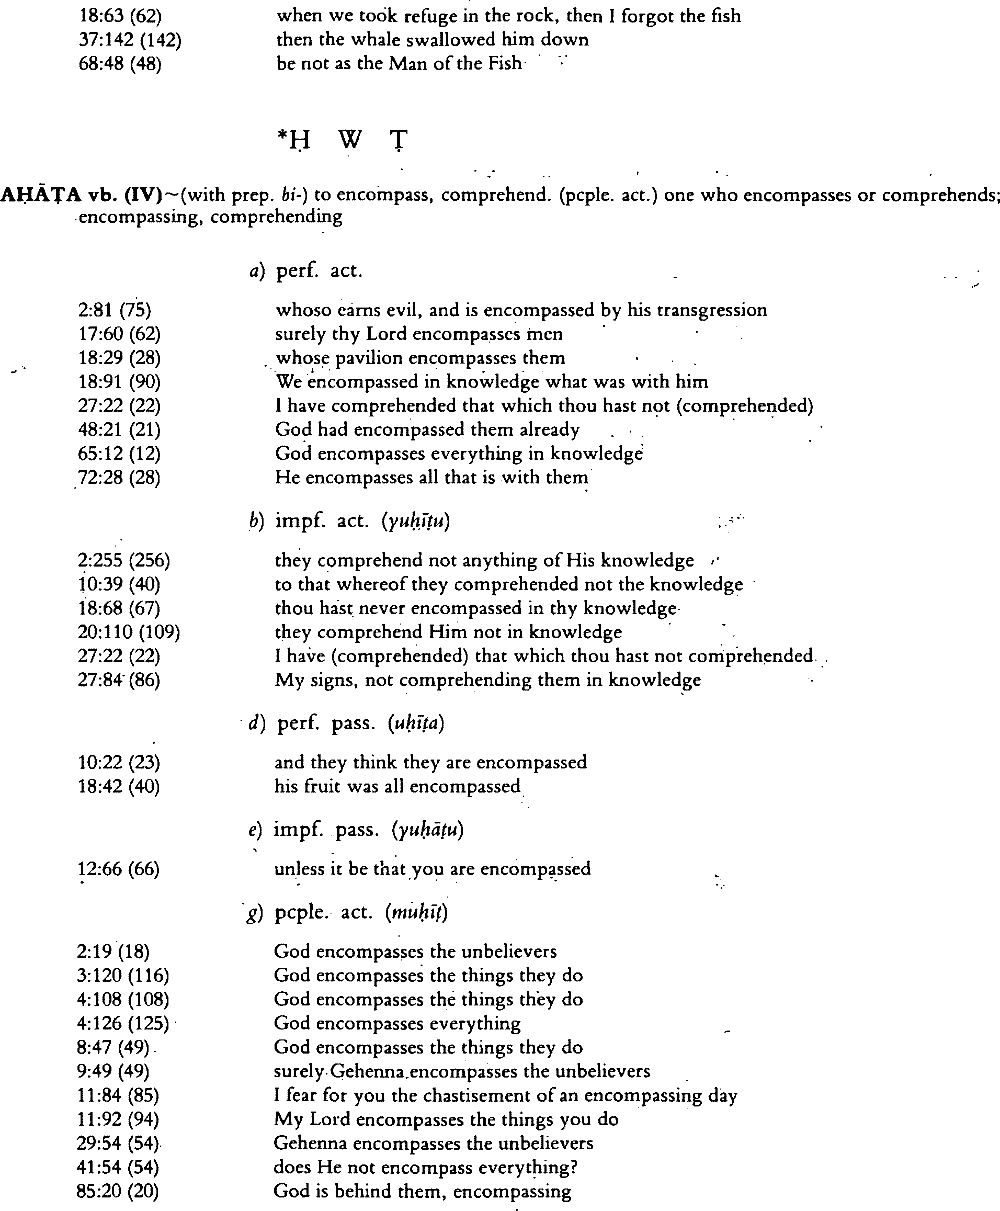 18:63 (62) when we took refuge in the rock, then I forgot the fish
37:142 (142) then the whale swallowed him down
68:48 (48) be not as the Man of the Fish
*Ḥ W Ṭ
AḤĀṬA vb. (IV)~(with prep. bi-) to encompass, comprehend. (pcple. act.) one who encompasses or comprehends;
encompassing, comprehending
a) perf. act.
2:81 (75) whoso earns evil, and is encompassed by his transgression
17:60 (62) surely thy Lord encompasses men
18:29 (28) whose pavilion encompasses them
18:91 (90) We encompassed in knowledge what was with him
27:22 (22) I have comprehended that which thou hast not (comprehended)
48:21 (21) God had encompassed them already
65:12 (12) God encompasses everything in knowledge
72:28 (28) He encompasses all that is with them
b) impf. act. (yuḥīṭu)
2:255 (256) they comprehend not anything of His knowledge
10:39 (40) to that whereof they comprehended not the knowledge
18:68 (67) thou hast never encompassed in thy knowledge
20:110 (109) they comprehend Him not in knowledge
27:22 (22) I have (comprehended) that which thou hast not comprehended
27:84 (86) My signs, not comprehending them in knowledge
d) perf. pass. (uḥīṭa)
10:22 (23) and they think they are encompassed
18:42 (40) his fruit was all encompassed
e) impf. pass. (yuḥāṭu)
12:66 (66) unless it be that you are encompassed
g) pcple. act. (muḥīṭ)
2:19 (18) God encompasses the unbelievers
3:120 (116) God encompasses the things they do
4:108 (108) God encompasses the things they do
4:126 (125) God encompasses everything
8:47 (49) God encompasses the things they do
9:49 (49) surely Gehenna encompasses the unbelievers
11:84 (85) I fear for you the chastisement of an encompassing day
11:92 (94) My Lord encompasses the things you do
29:54 (54) Gehenna encompasses the unbelievers
41:54 (54) does He not encompass everything?
85:20 (20) God is behind them, encompassing